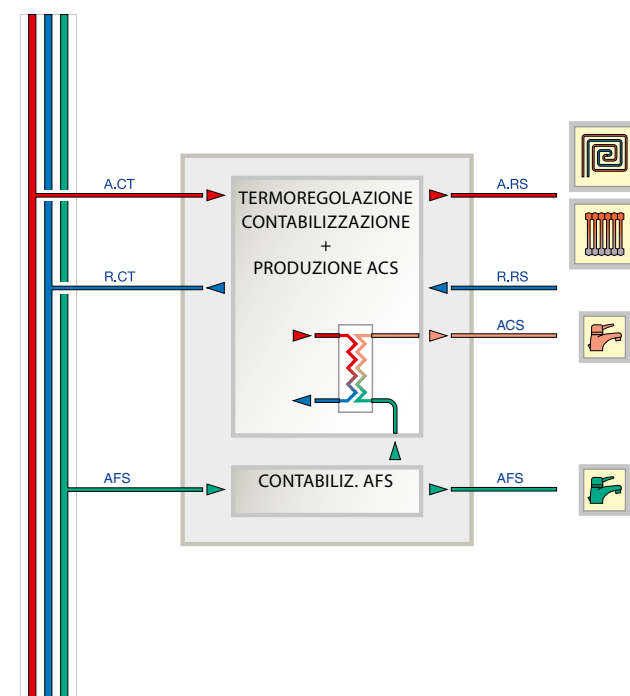 A.CT
A.RS
TERMOREGOLAZIONE
CONTABILIZZAZIONE
+
PRODUZIONE ACS
R.CT
R.RS
ACS
AFS
CONTABILIZ. AFS
AFS